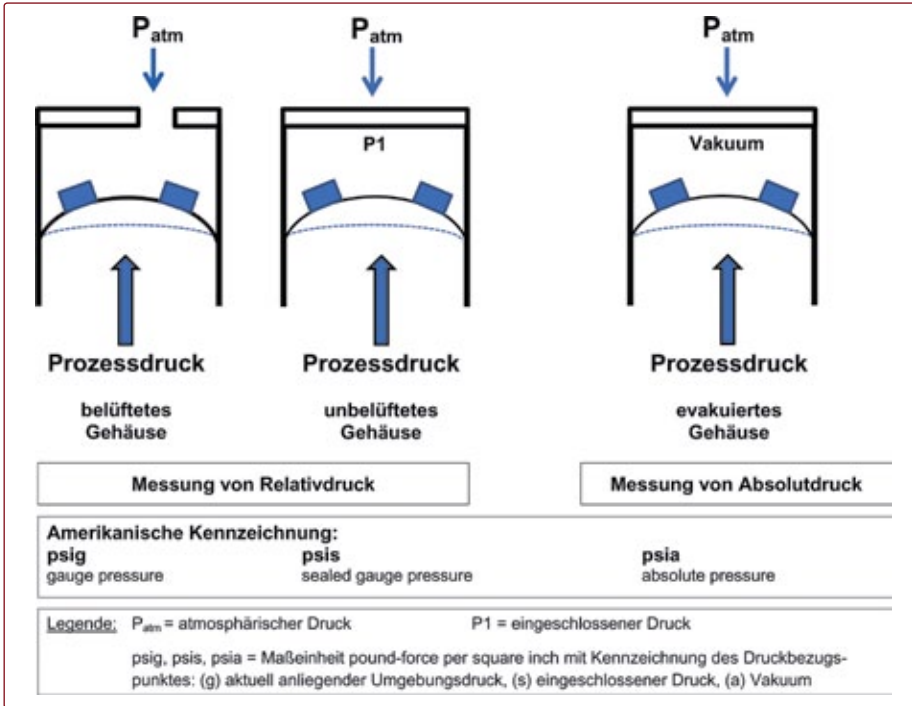 Patm
Patm
Patm
P1
Vakuum
Prozessdruck
Prozessdruck
Prozessdruck
belüftetes
Gehäuse
unbelüftetes
Gehäuse
evakuiertes
Gehäuse
Messung von Relativdruck
Messung von Absolutdruck
Amerikanische Kennzeichnung:
psig
psis
psia
gauge pressure
sealed gauge pressure
absolute pressure
Legende: Patm = atmosphärischer Druck P1 = eingeschlossener Druck
psig, psis, psia = Maßeinheit pound-force per square inch mit Kennzeichnung des Druckbezugs-
punktes: (g) aktuell anliegender Umgebungsdruck, (s) eingeschlossener Druck, (a) Vakuum